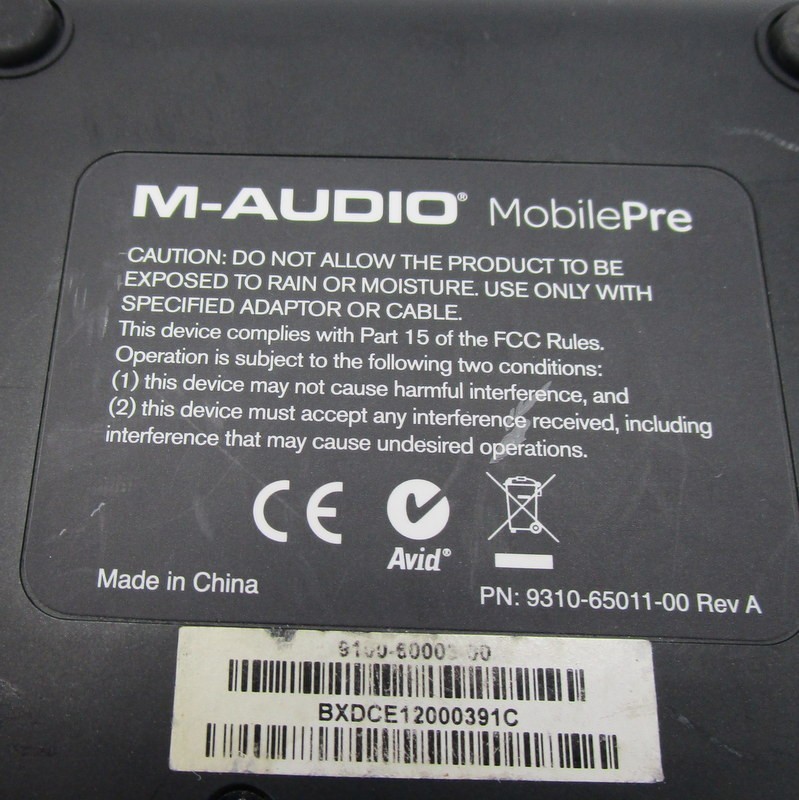 M-AUDIO® MobilePre
CAUTION: DO NOT ALLOW THE PRODUCT TO BE
EXPOSED TO RAIN OR MOISTURE. USE ONLY WITH
SPECIFIED ADAPTOR OR CABLE.
This device complies with Part 15 of the FCC Rules.
Operation is subject to the following two conditions:
(1) this device may not cause harmful interference, and
(2) this device must accept any interference received, including
interference that may cause undesired operations.
CE
Avid®
Made in China
PN: 9310-65011-00 Rev A
BXDCE12000391C